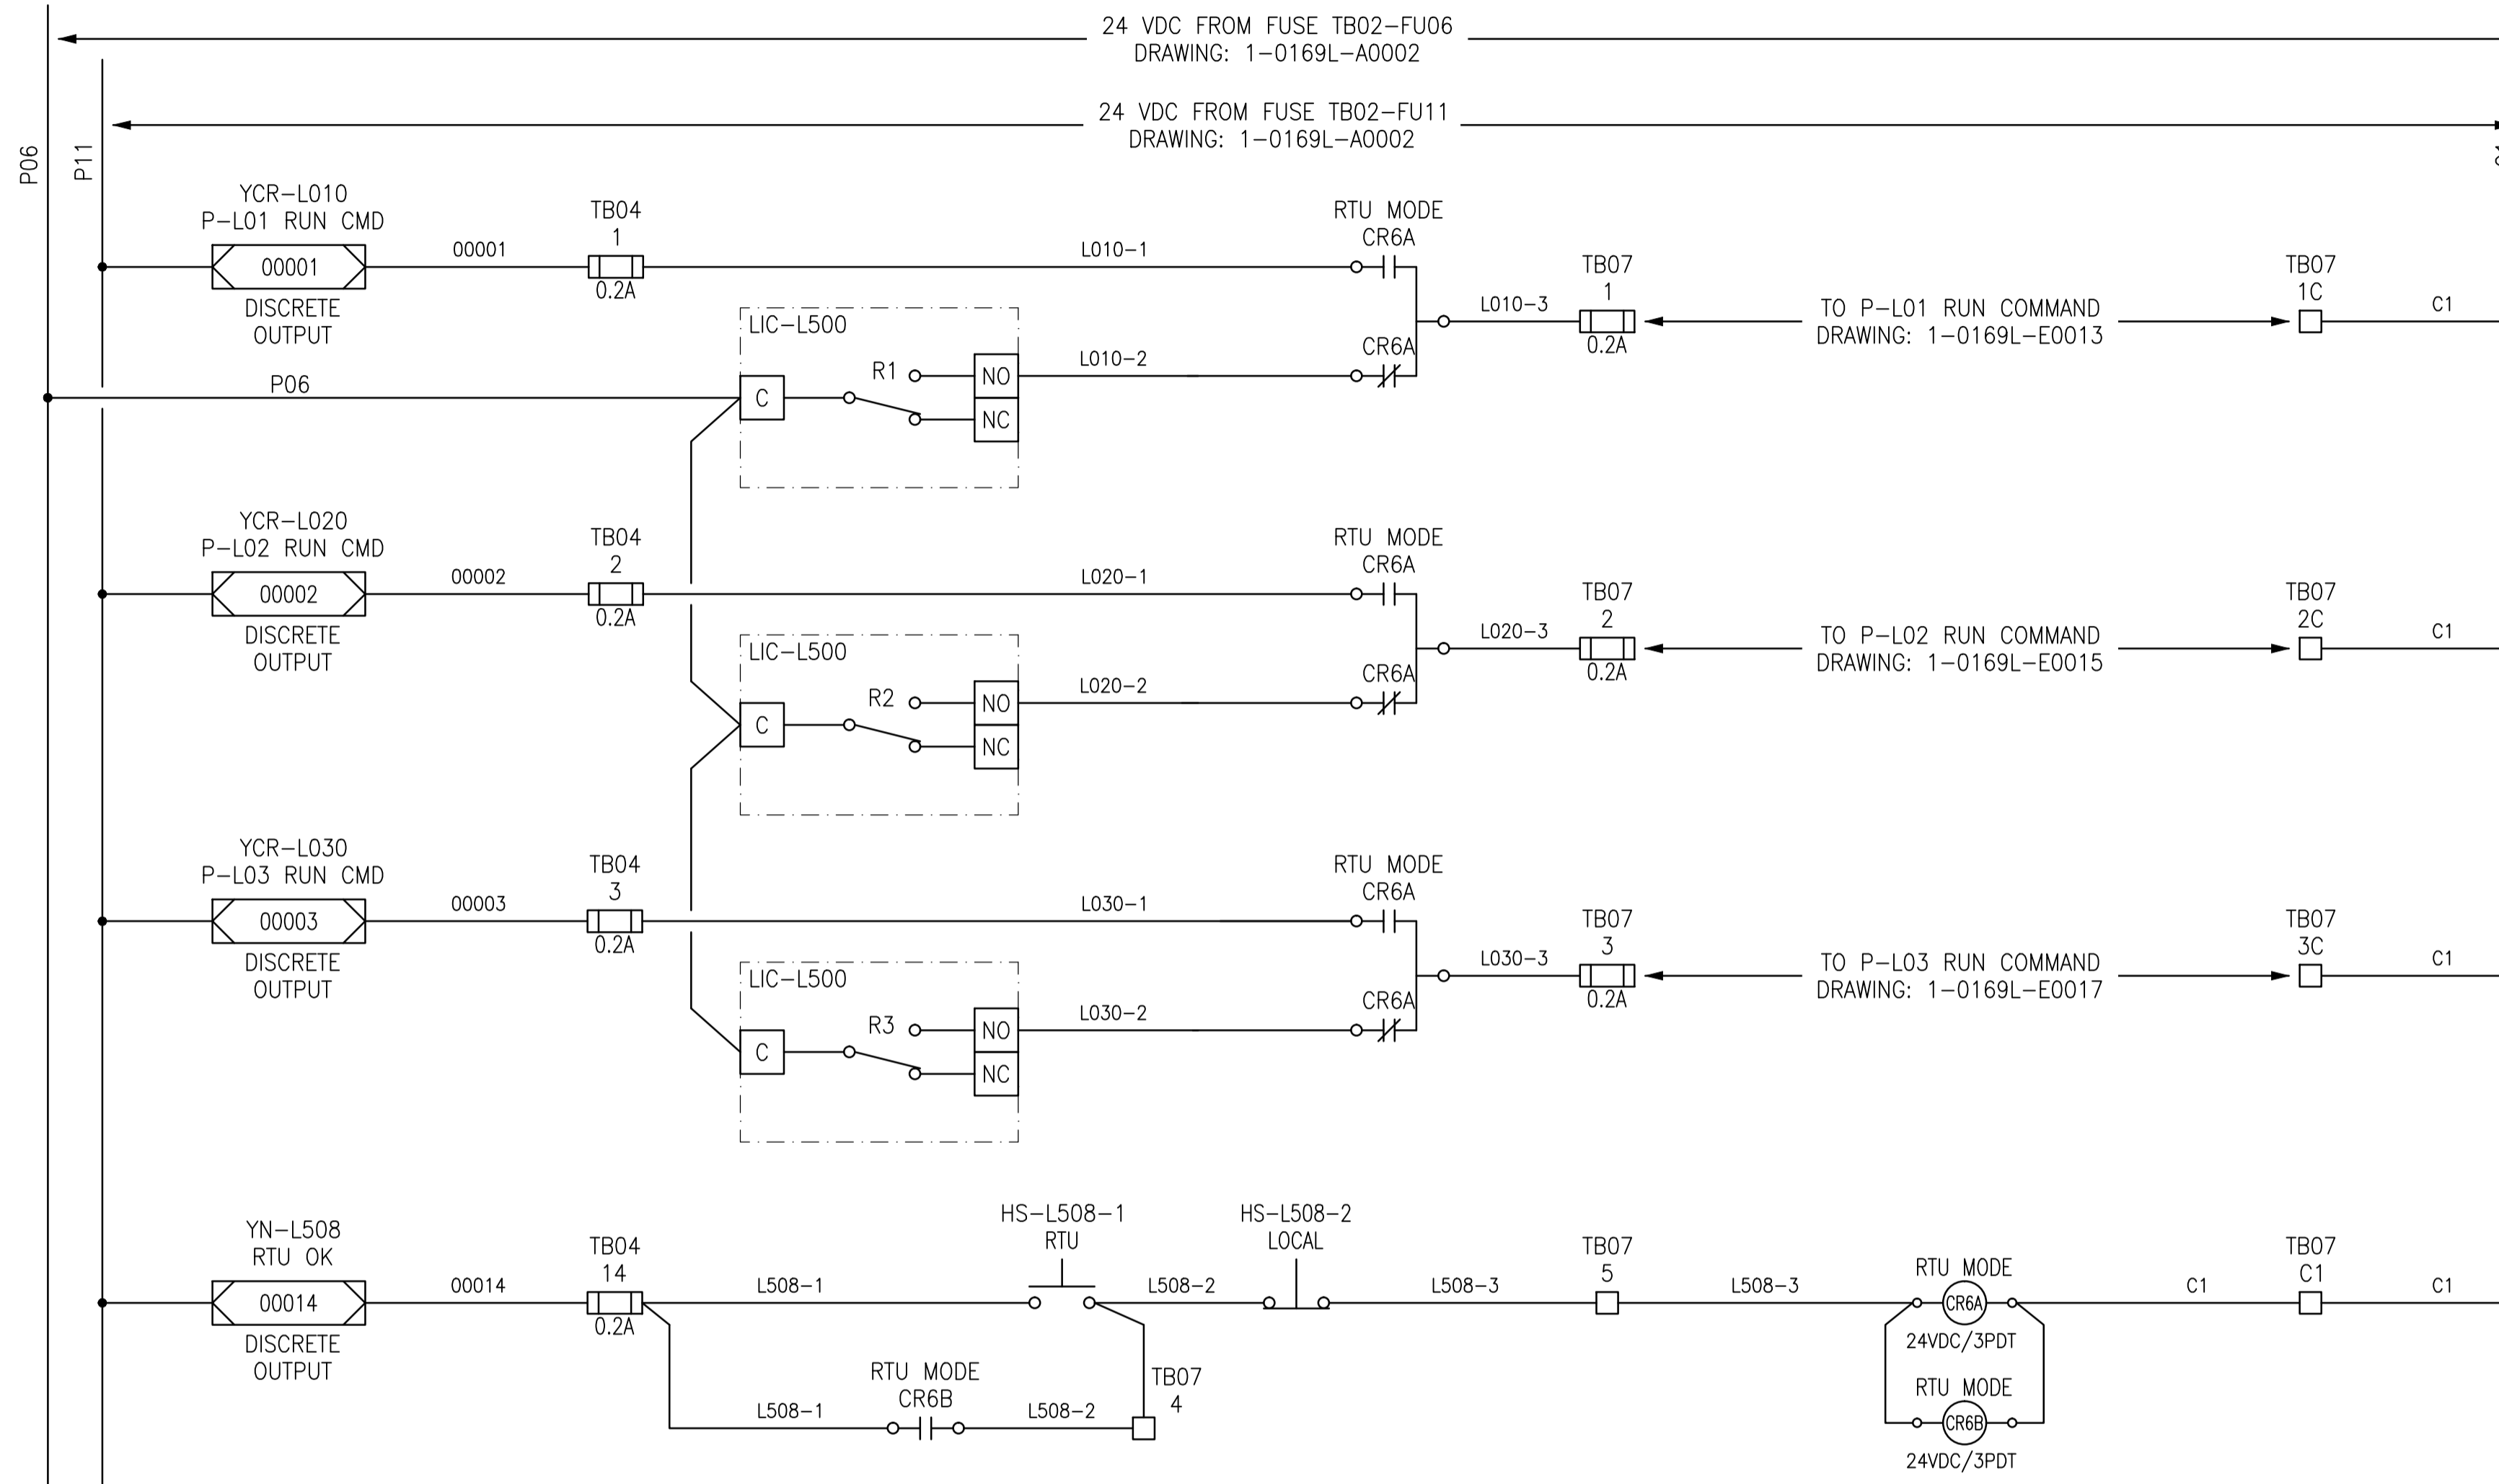 24 VDC FROM FUSE TB02-FU06
DRAWING: 1-0169L-A0002
24 VDC FROM FUSE TB02-FU11
DRAWING: 1-0169L-A0002
P06
P11
YCR-L010
P-L01 RUN CMD
00001
DISCRETE
OUTPUT
00001
TB04
1
0.2A
L010-1
RTU MODE
CR6A
LIC-L500
P06
C
R1
NO
NC
L010-2
CR6A
L010-3
TB07
1
0.2A
TO P-L01 RUN COMMAND
DRAWING: 1-0169L-E0013
TB07
1C
C1
YCR-L020
P-L02 RUN CMD
00002
DISCRETE
OUTPUT
00002
TB04
2
0.2A
L020-1
RTU MODE
CR6A
LIC-L500
C
R2
NO
NC
L020-2
CR6A
L020-3
TB07
2
0.2A
TO P-L02 RUN COMMAND
DRAWING: 1-0169L-E0015
TB07
2C
C1
YCR-L030
P-L03 RUN CMD
00003
DISCRETE
OUTPUT
00003
TB04
3
0.2A
L030-1
RTU MODE
CR6A
LIC-L500
C
R3
NO
NC
L030-2
CR6A
L030-3
TB07
3
0.2A
TO P-L03 RUN COMMAND
DRAWING: 1-0169L-E0017
TB07
3C
C1
YN-L508
RTU OK
00014
DISCRETE
OUTPUT
00014
TB04
14
0.2A
L508-1
HS-L508-1
RTU
L508-2
HS-L508-2
LOCAL
L508-3
TB07
5
L508-3
RTU MODE
CR6A
24VDC/3PDT
C1
TB07
C1
C1
L508-1
RTU MODE
CR6B
L508-2
TB07
4
RTU MODE
CR6B
24VDC/3PDT